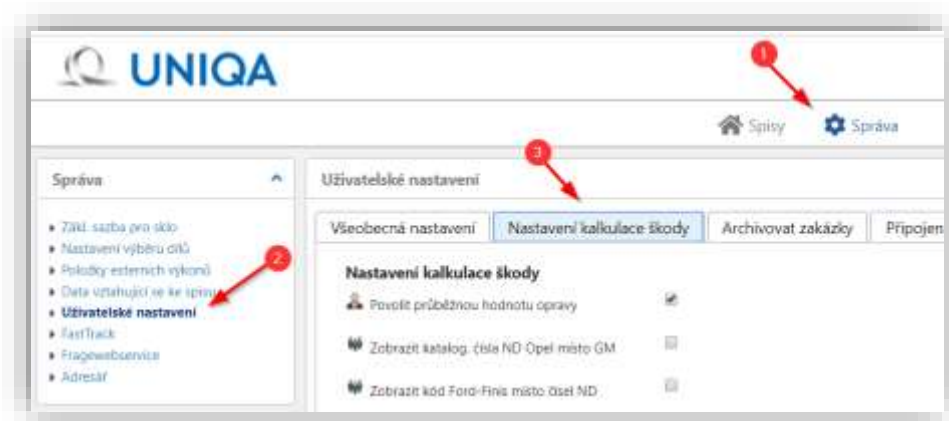 UNIQA
1
Spisy
Správa
3
Správa
Uživatelské nastavení
Zákl. sazba pro sklo
Nastavení výběru dílů
Položky externích výkonů
Data vztahující se ke spisu
2
Uživatelské nastavení
FastTrack
Fragewebservice
Adresář
Všeobecná nastavení
Nastavení kalkulace škody
Archivovat zakázky
Připojen
Nastavení kalkulace škody
Povolit průběžnou hodnotu opravy
Zobrazit katalog. čísla ND Opel místo GM
Zobrazit kód Ford-Finis místo čísel ND